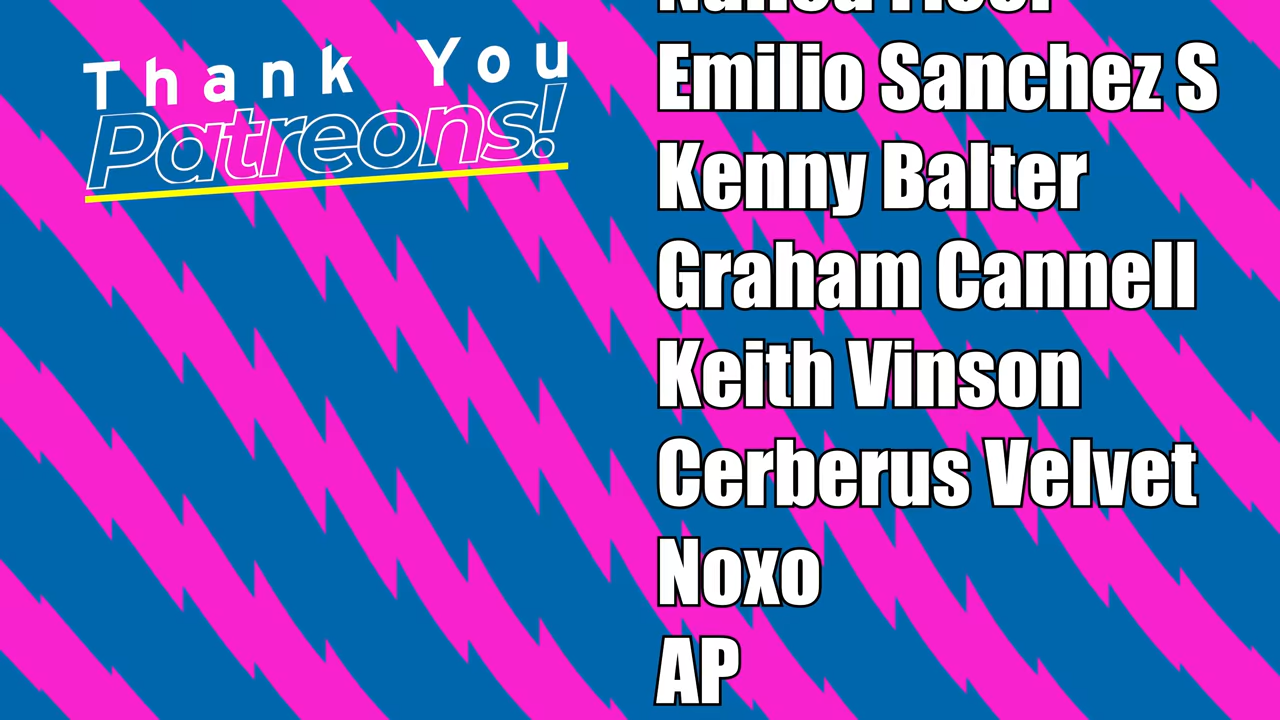 Thank You
Patreons!
Emilio Sanchez S
Kenny Balter
Graham Cannell
Keith Vinson
Cerberus Velvet
Noxo
AP